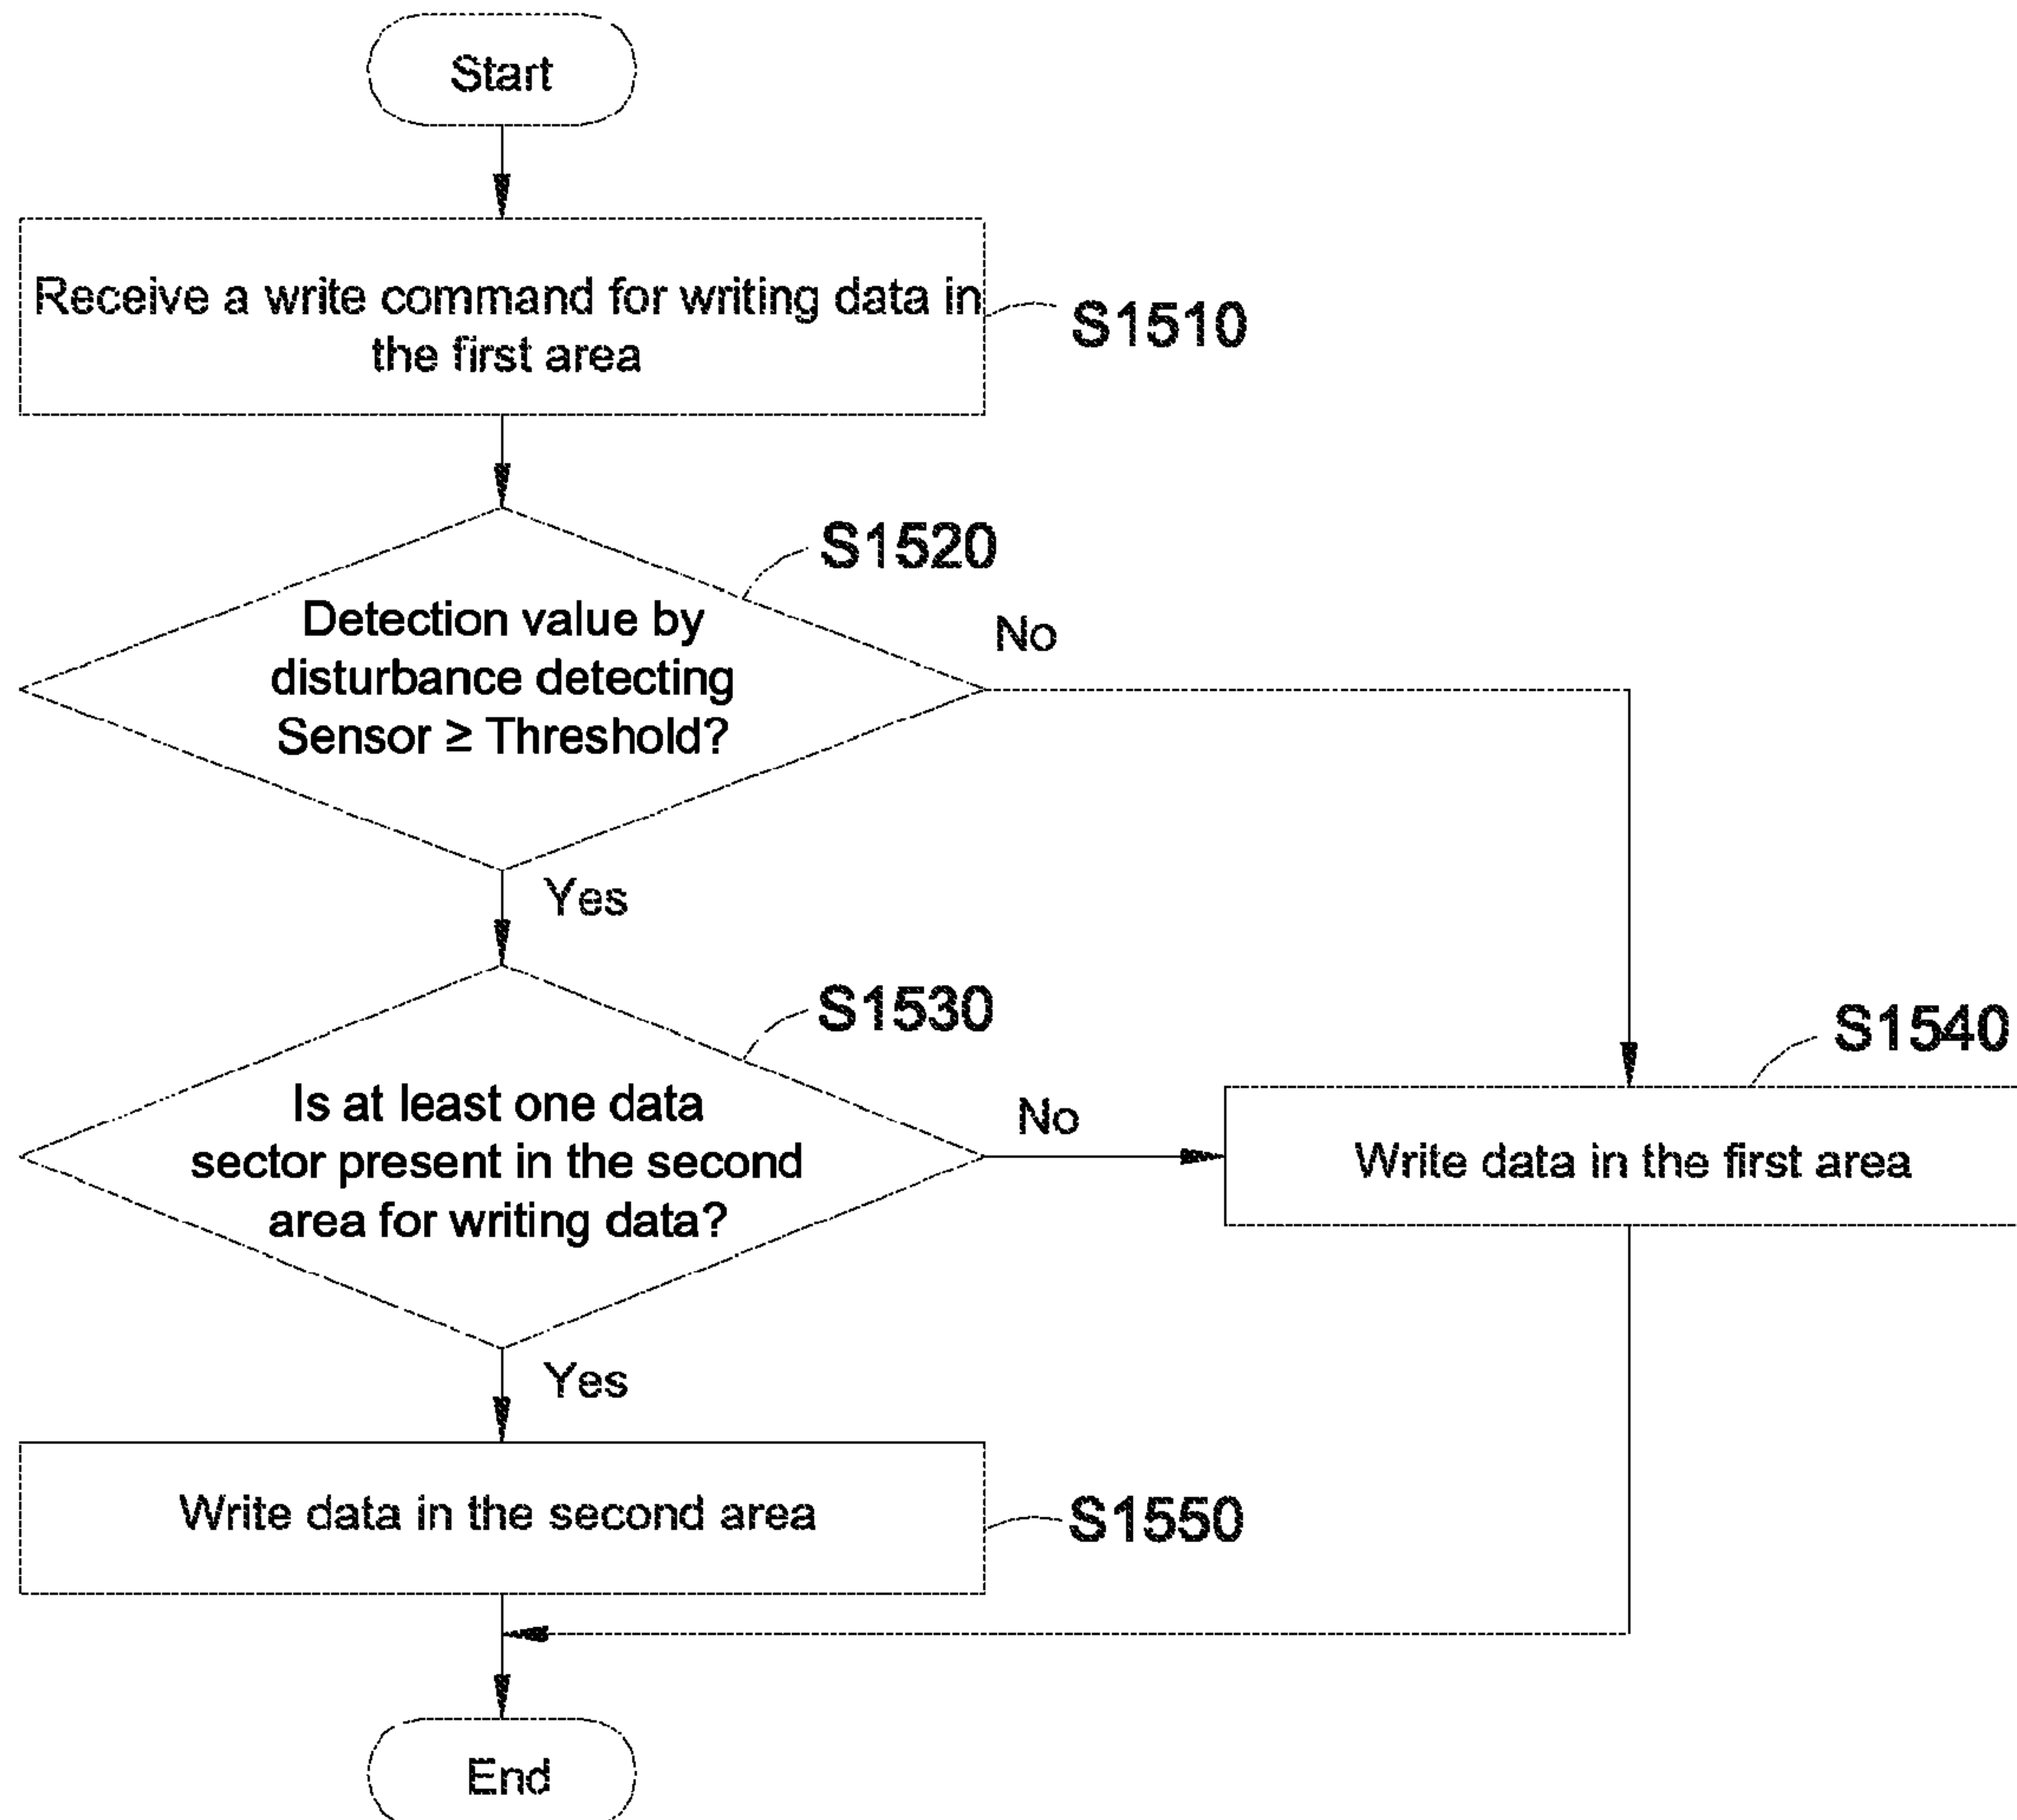 Start
Receive a write command for writing data in
the first area
S1510
S1520
Detection value by
disturbance detecting
Sensor ≥ Threshold?
No
Yes
S1530
Is at least one data
sector present in the second
area for writing data?
No
S1540
Write data in the first area
Yes
Write data in the second area
S1550
End